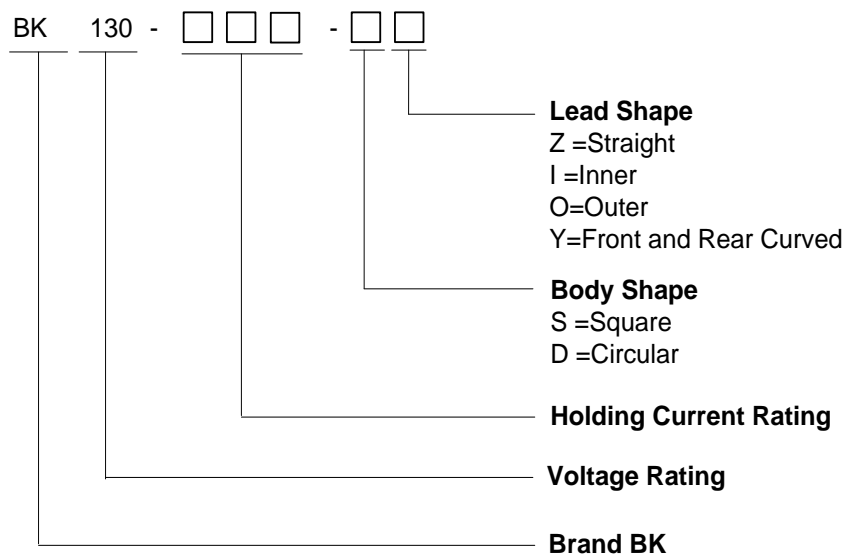 BK 130 - □ □ □ - □ □
Lead Shape
Z =Straight
I =Inner
O=Outer
Y=Front and Rear Curved
Body Shape
S =Square
D =Circular
Holding Current Rating
Voltage Rating
Brand BK